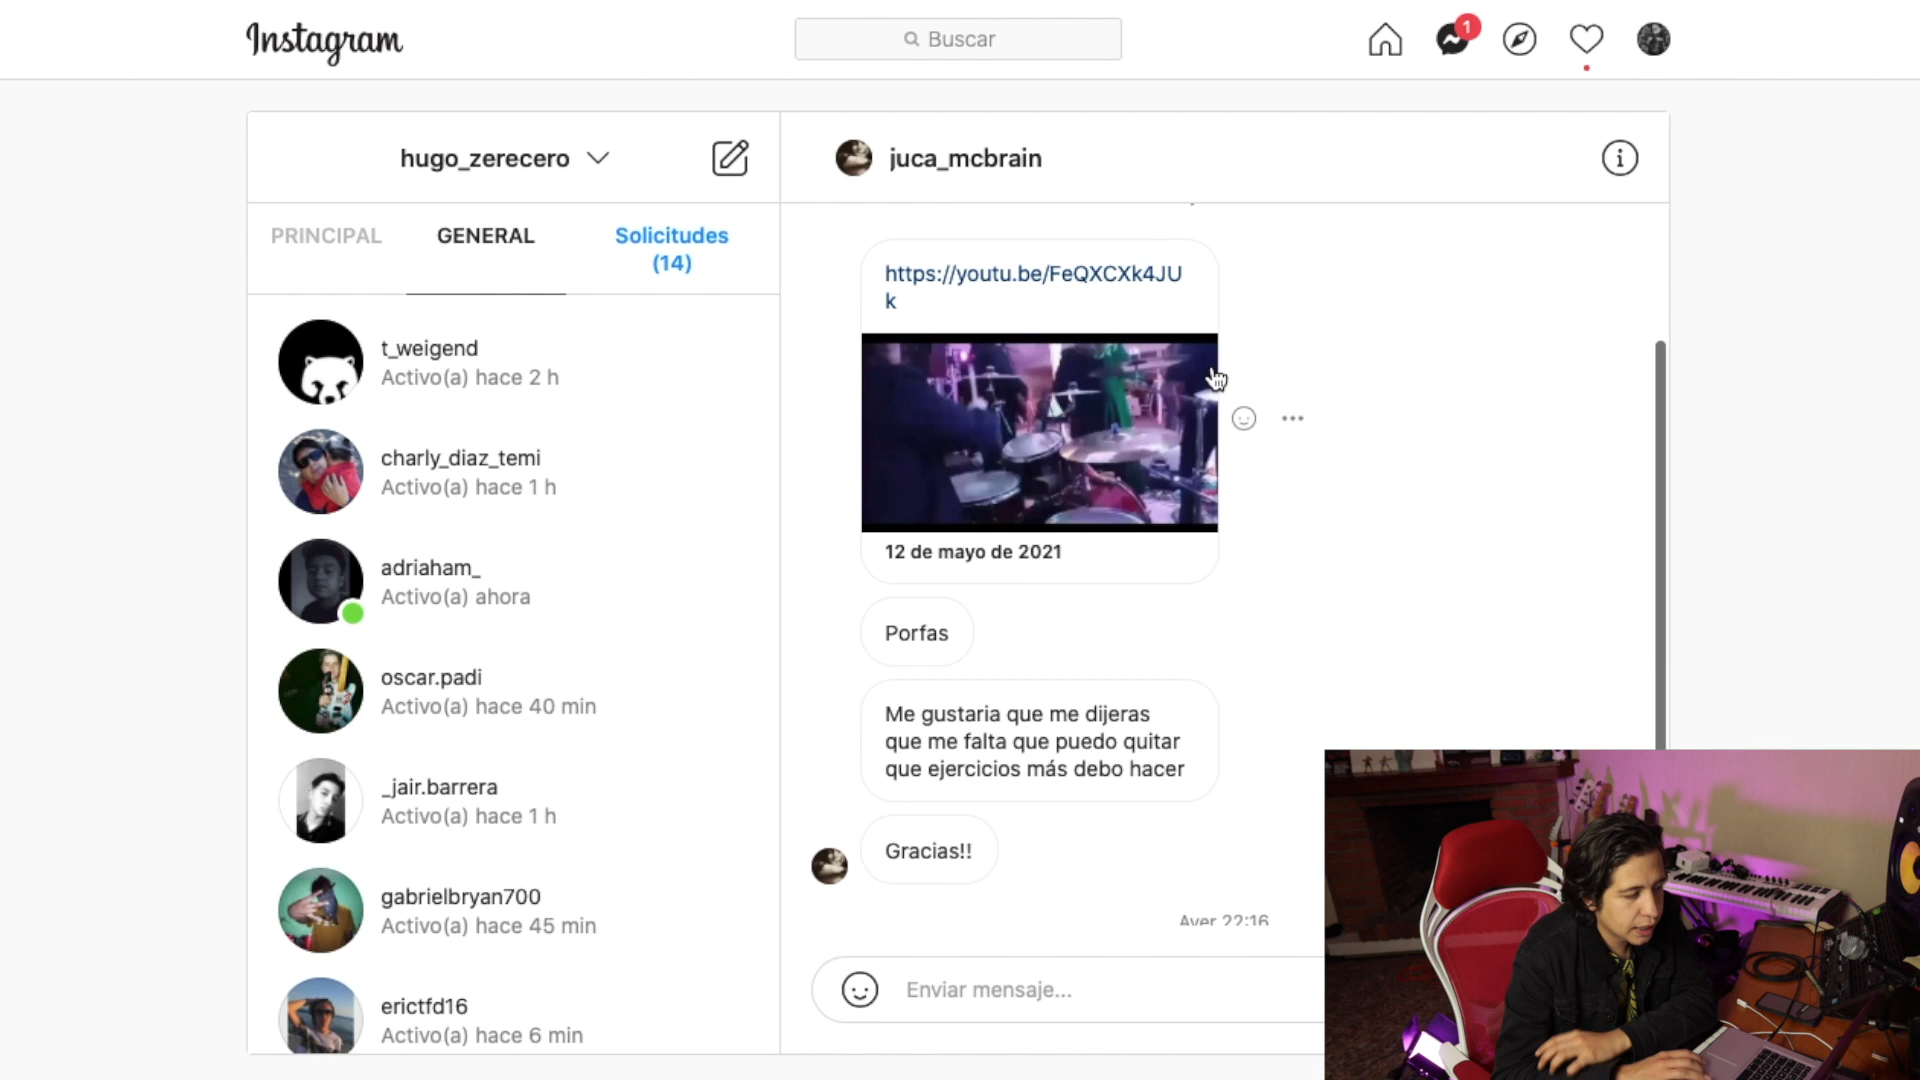 Instagram
Buscar
1
hugo_zerecero
PRINCIPAL
GENERAL
Solicitudes
(14)
t_weigend
Activo(a) hace 2 h
charly_diaz_temi
Activo(a) hace 1 h
adriaham_
Activo(a) ahora
oscar.padi
Activo(a) hace 40 min
_jair.barrera
Activo(a) hace 1 h
gabrielbryan700
Activo(a) hace 45 min
erictfd16
Activo(a) hace 6 min
juca_mcbrain
https://youtu.be/FeQXCXk4JU
k
12 de mayo de 2021
Porfas
Me gustaria que me dijeras
que me falta que puedo quitar
que ejercicios más debo hacer
Gracias!!
Ayer 22:16
Enviar mensaje...